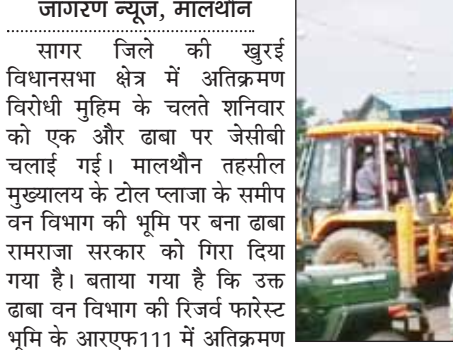 जागरण न्यूज, मालथौन
सागर जिले की खुरई
विधानसभा क्षेत्र में अतिक्रमण
विरोधी मुहिम के चलते शनिवार
को एक और ढाबा पर जेसीबी
चलाई गई। मालथौन तहसील
मुख्यालय के टोल प्लाजा के समीप
वन विभाग की भूमि पर बना ढाबा
रामराजा सरकार को गिरा दिया
गया है। बताया गया है कि उक्त
ढाबा वन विभाग की रिजर्व फारेस्ट
भूमि के आरएफ111 में अतिक्रमण